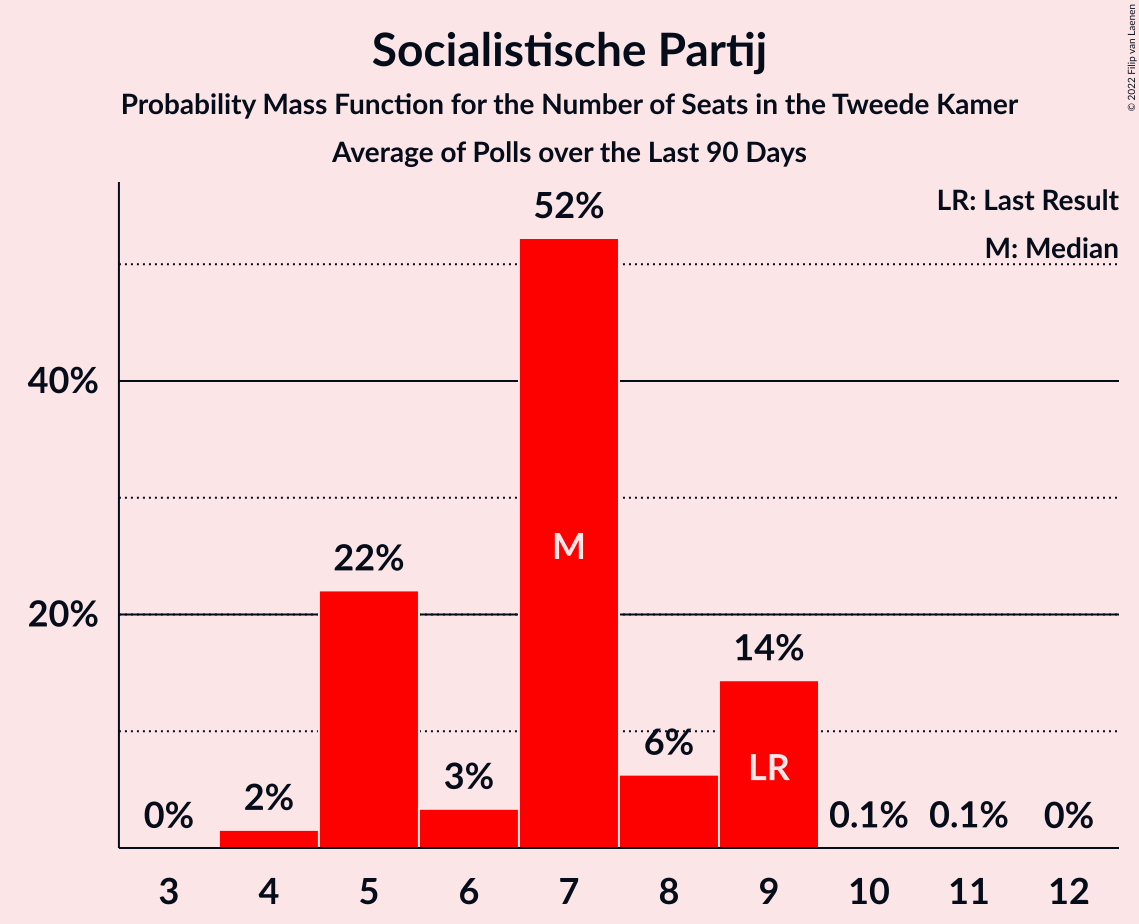 Socialistische Partij
Probability Mass Function for the Number of Seats in the Tweede Kamer
Average of Polls over the Last 90 Days
© 2022 Filip van Laenen
LR: Last Result
M: Median
52%
40%
M
22%
20%
14%
6%
LR
3%
2%
0%
0.1%
0.1%
0%
3 4 5 6 7 8 9 10 11 12